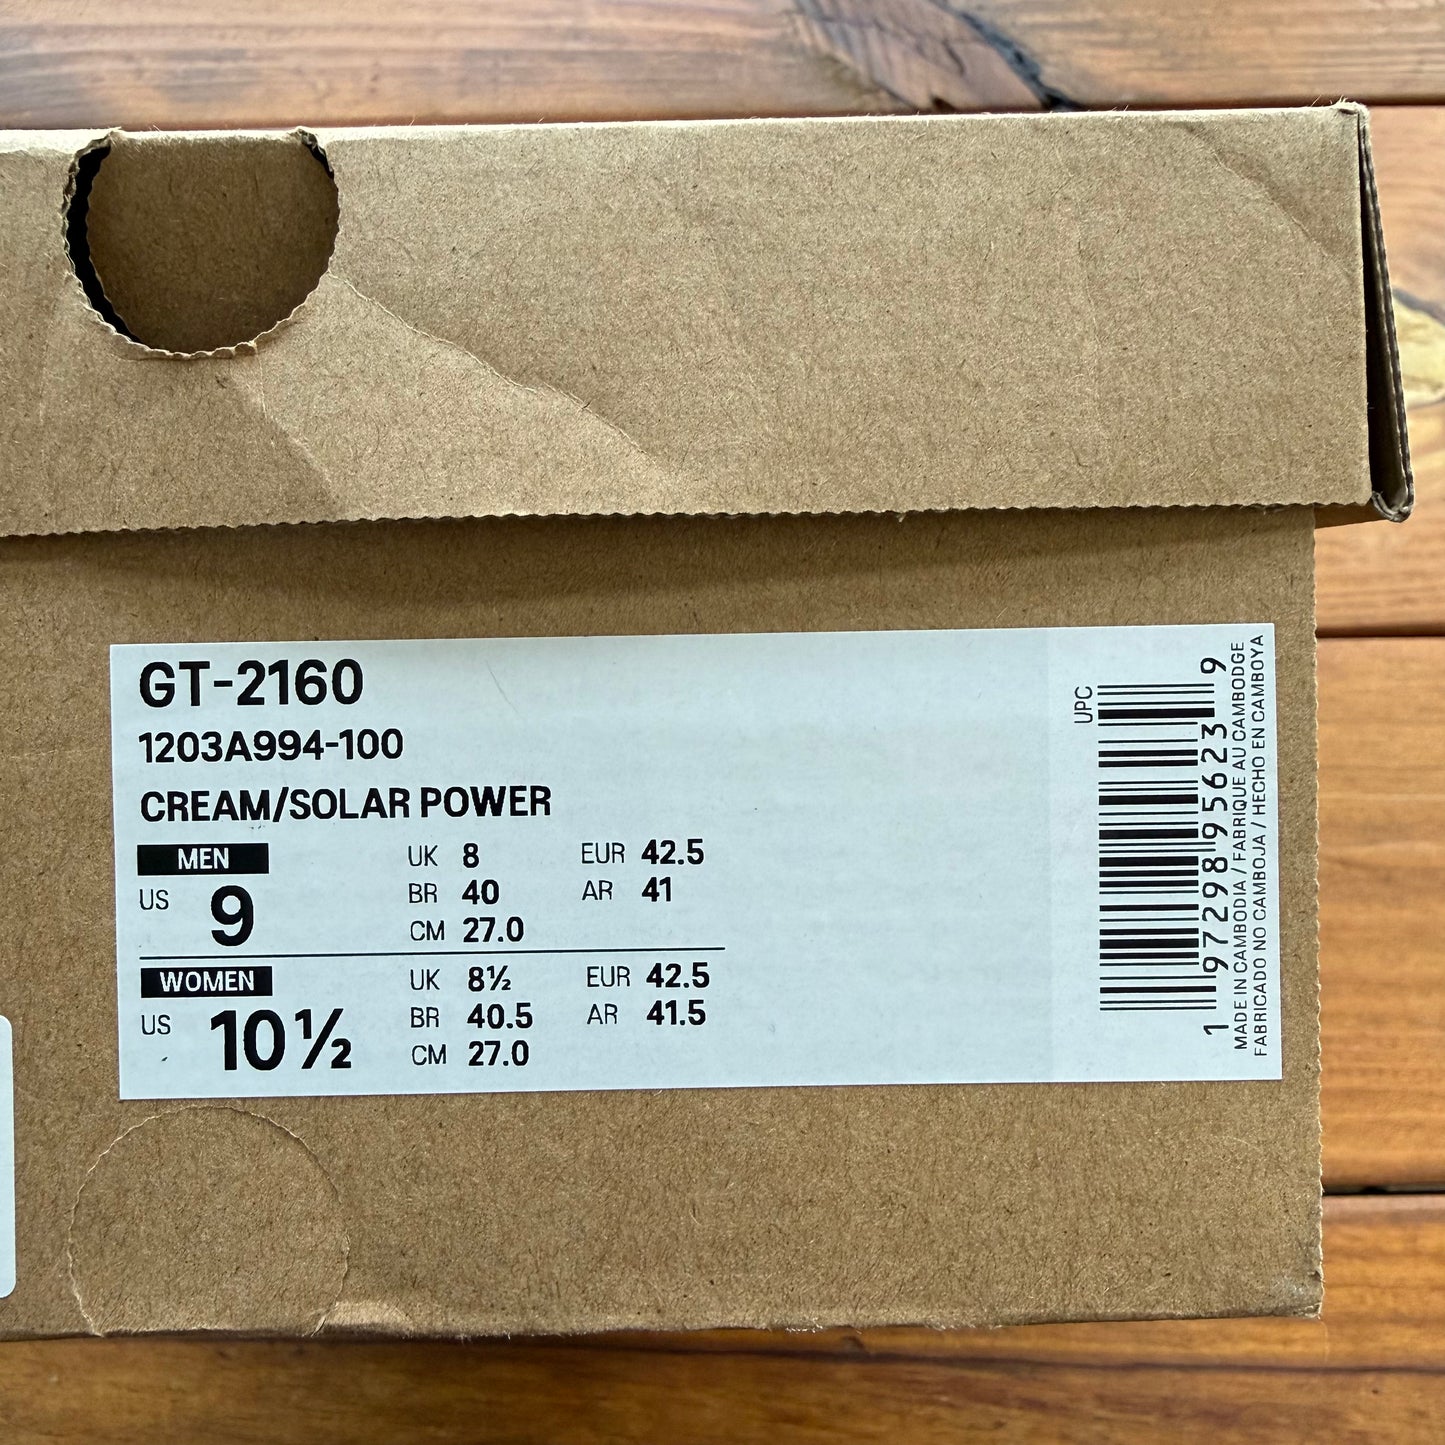 GT-2160
1203A994-100
CREAM/SOLAR POWER
MEN
US 9
UK 8 EUR 42.5
BR 40 AR 41
CM 27.0
WOMEN
US 10½
UK 8½ EUR 42.5
BR 40.5 AR 41.5
CM 27.0
UPC
1 97298 95623 9
MADE IN CAMBODIA / FABRIQUE AU CAMBODGE
FABRICADO NO CAMBOJA / HECHO EN CAMBOYA